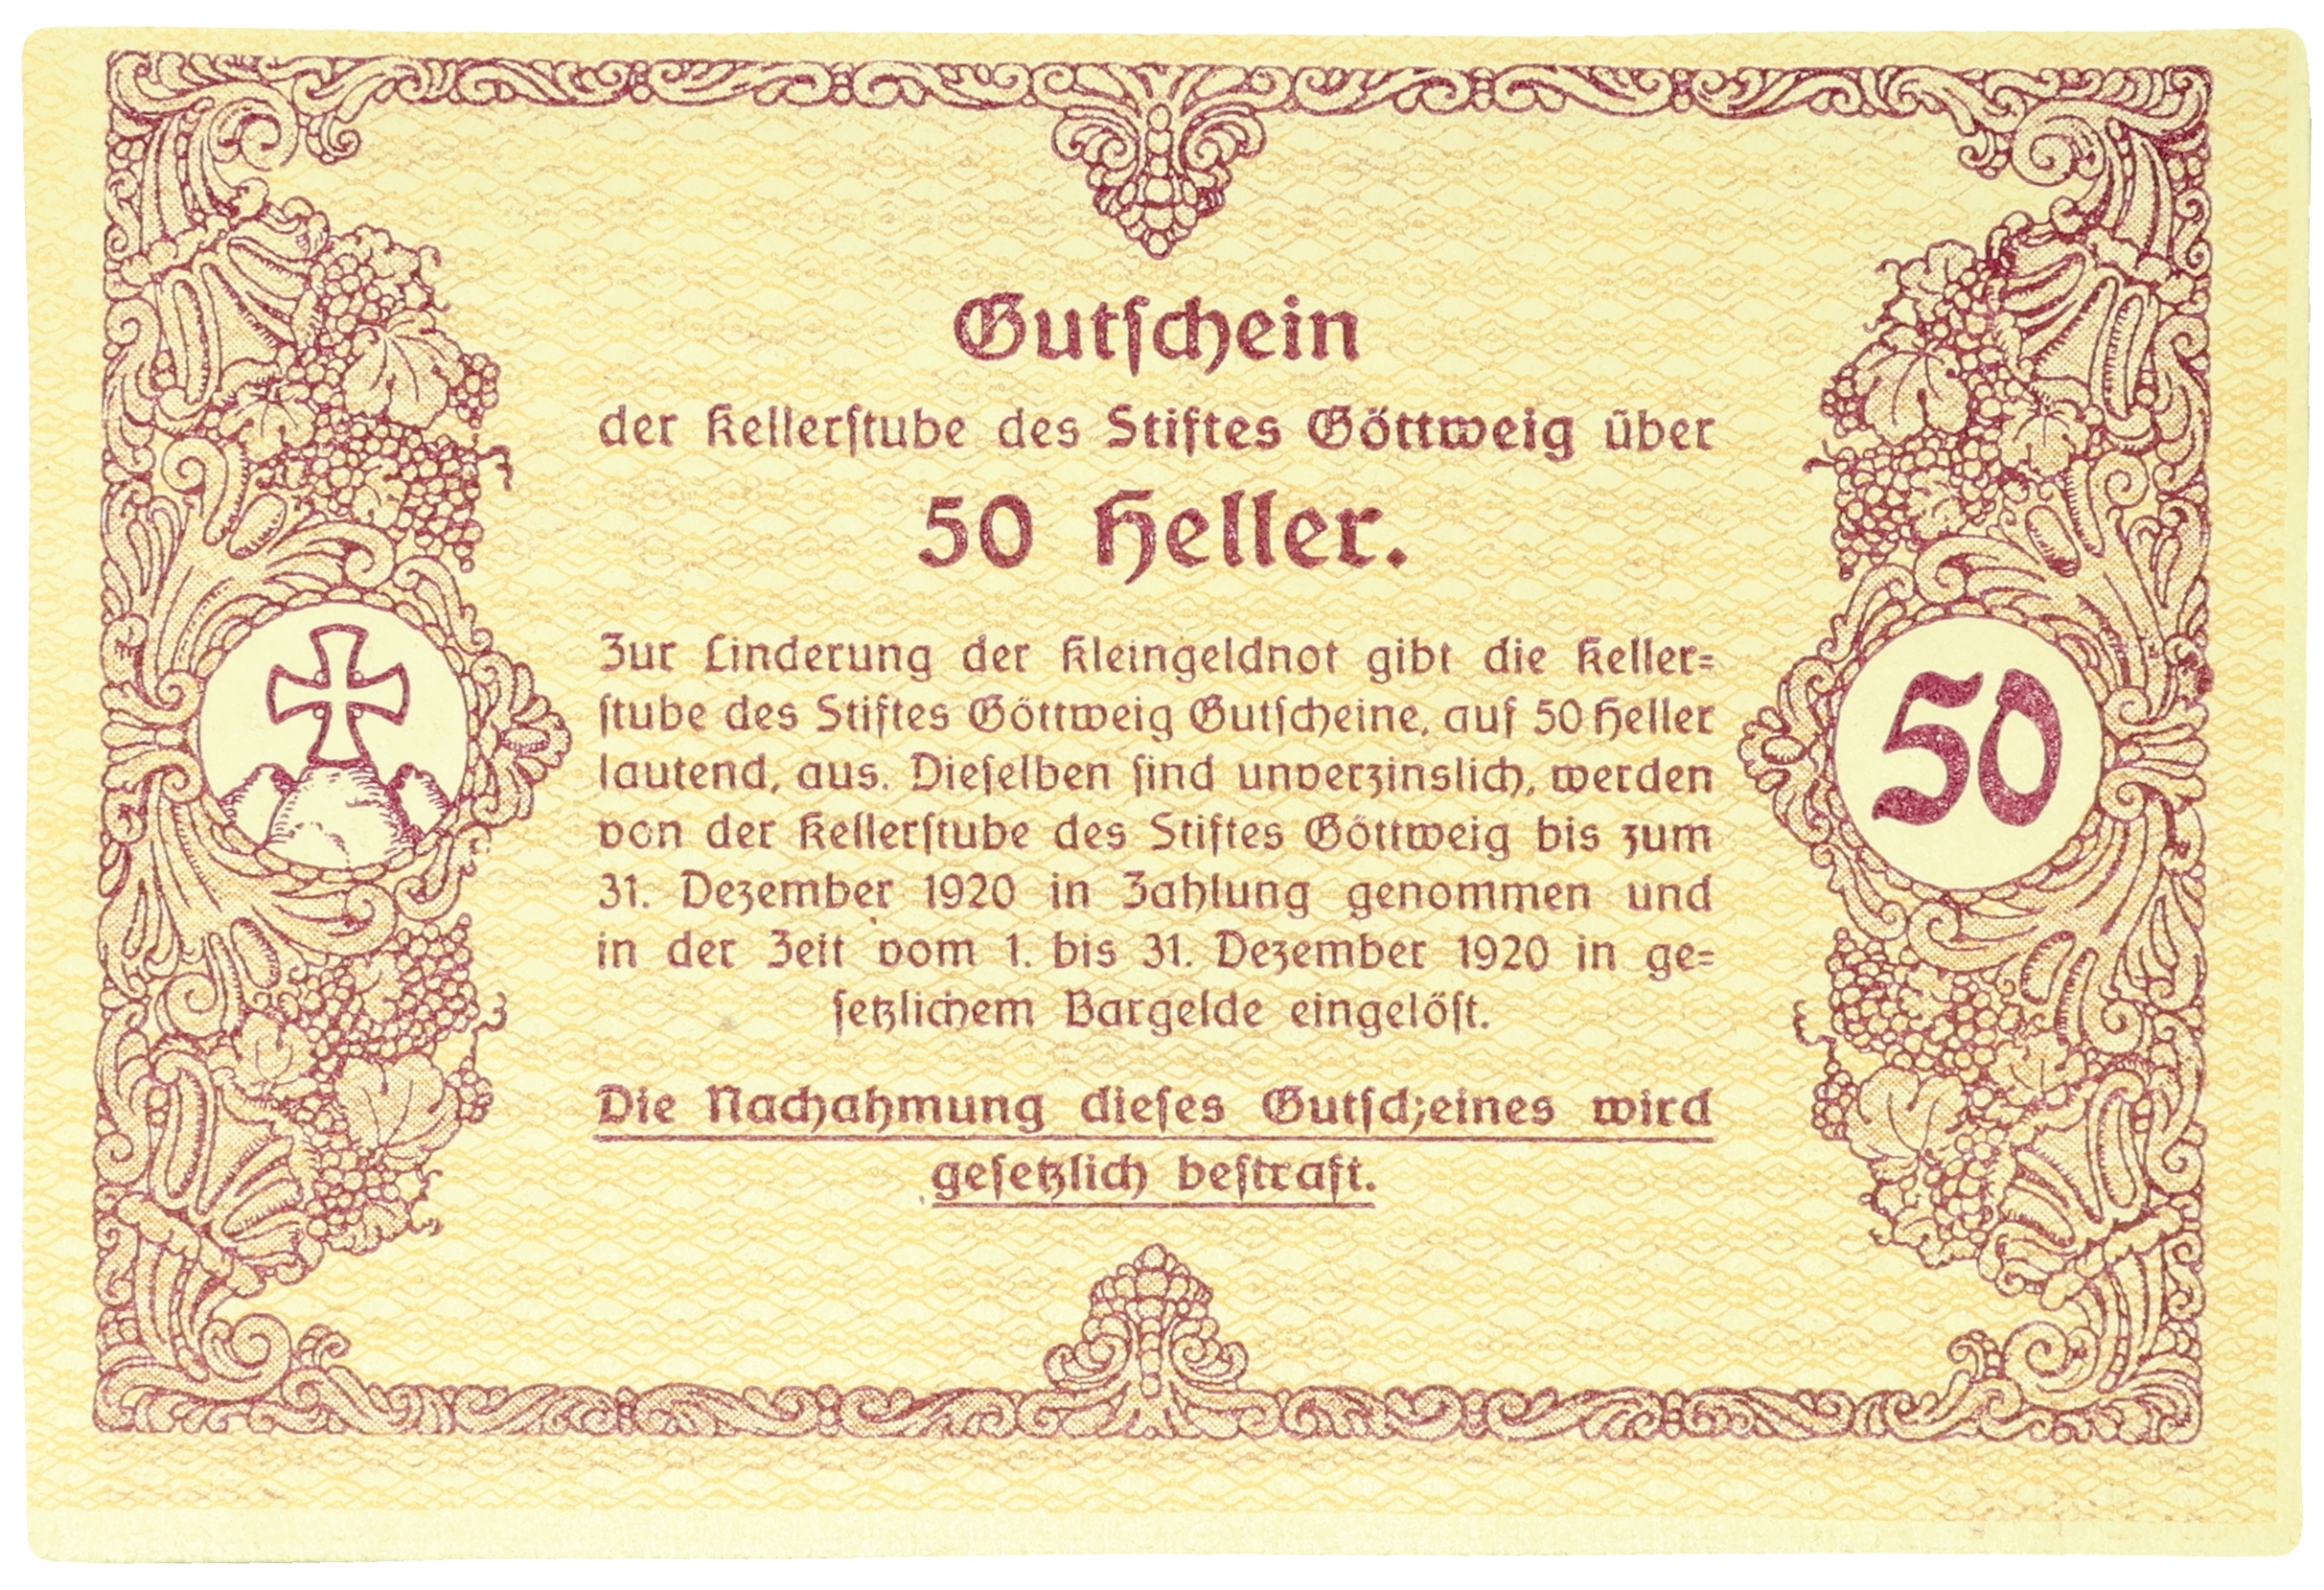 Gutſchein
der Kellerſtube des Stiftes Göttweig über
50 Heller.
Zur Linderung der Kleingeldnot gibt die Keller=
ſtube des Stiftes Göttweig Gutſcheine, auf 50 Heller
lautend, aus. Dieſelben ſind unverzinslich, werden
von der Kellerſtube des Stiftes Göttweig bis zum
31. Dezember 1920 in Zahlung genommen und
in der Zeit vom 1. bis 31. Dezember 1920 in ge=
ſetzlichem Bargelde eingelöſt.
50
Die Nachahmung dieſes Gutſcheines wird
geſetzlich beſtraft.